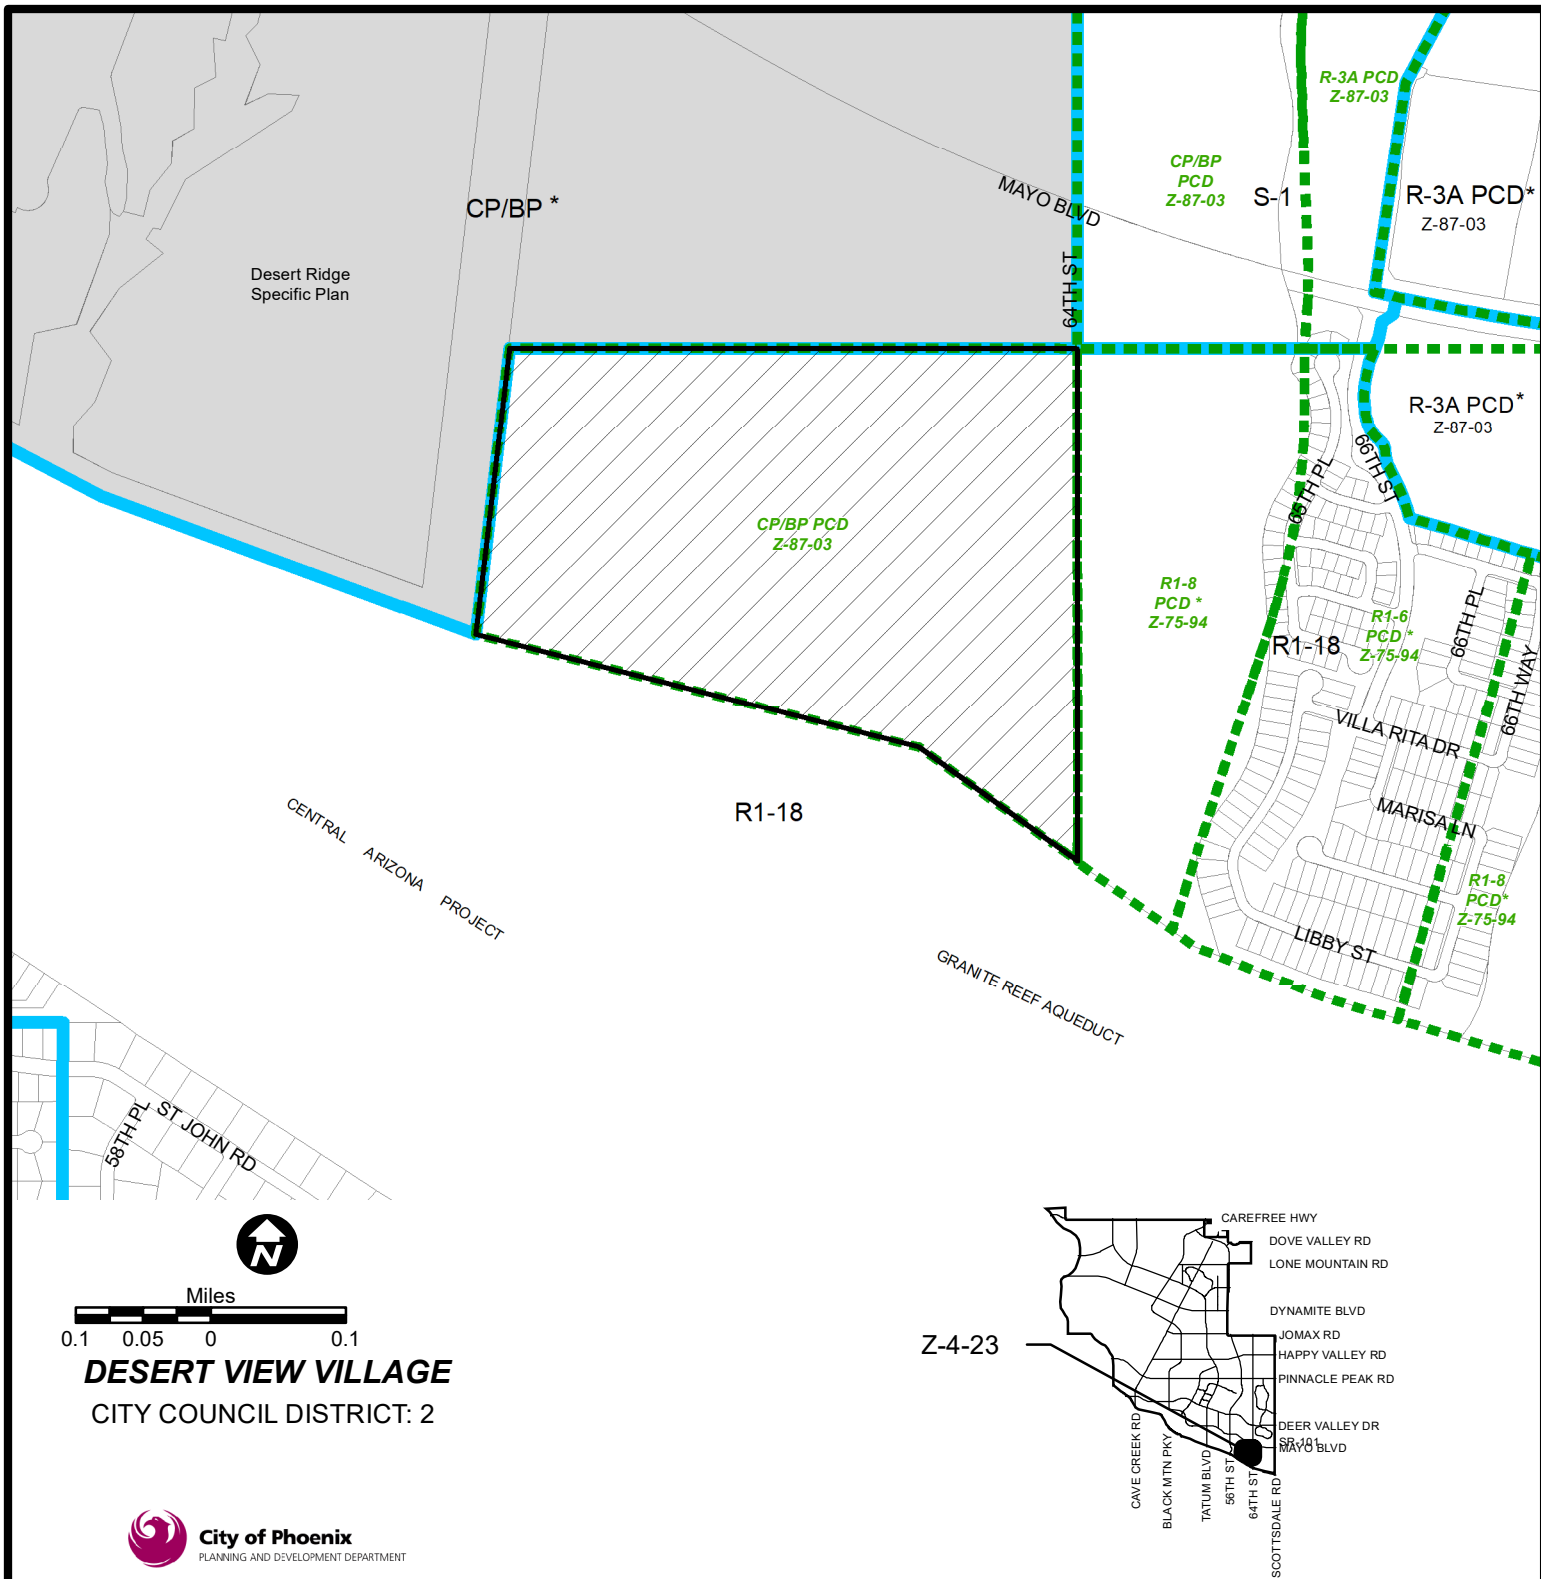 R-3A PCD
Z-87-03
CP/BP
PCD
Z-87-03
S-1
R-3A PCD*
Z-87-03
MAYO BLVD
CP/BP *
64TH ST
Desert Ridge
Specific Plan
R-3A PCD*
Z-87-03
66TH ST
65TH PL
CP/BP PCD
Z-87-03
R1-8
PCD *
Z-75-94
R1-6
PCD *
Z-75-94
R1-18
66TH PL
66TH WAY
VILLA RITA DR
MARISA LN
R1-18
CENTRAL ARIZONA PROJECT
R1-8
PCD*
Z-75-94
LIBBY ST
GRANITE REEF AQUEDUCT
58TH PL
ST JOHN RD
N
Miles
0.1 0.05 0 0.1
DESERT VIEW VILLAGE
CITY COUNCIL DISTRICT: 2
Z-4-23
CAREFREE HWY
DOVE VALLEY RD
LONE MOUNTAIN RD
DYNAMITE BLVD
JOMAX RD
HAPPY VALLEY RD
PINNACLE PEAK RD
DEER VALLEY DR
SR-101
MAYO BLVD
CAVE CREEK RD
BLACK MTN PKY
TATUM BLVD
56TH ST
64TH ST
SCOTTSDALE RD
City of Phoenix
PLANNING AND DEVELOPMENT DEPARTMENT